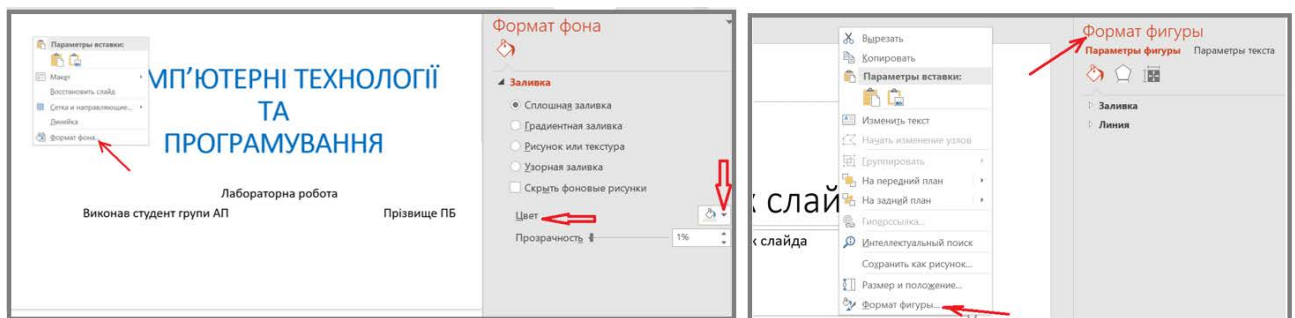 Параметры вставки:
Макет
Восстановить слайд
Сетка и направляющие...
Линейка
Формат фона...
МП'ЮТЕРНІ ТЕХНОЛОГІЇ
ТА
ПРОГРАМУВАННЯ
Лабораторна робота
Виконав студент групи АП Прізвище ПБ
Формат фона
Заливка
Сплошная заливка
Градиентная заливка
Рисунок или текстура
Узорная заливка
Скрыть фоновые рисунки
Цвет
Прозрачность 1%
Вырезать
Копировать
Параметры вставки:
Изменить текст
Начать изменение узлов
Группировать
На передний план
На задний план
Гиперссылка...
Интеллектуальный поиск
Сохранить как рисунок...
Размер и положение...
Формат фигуры...
слай
к слайда
Формат фигуры
Параметры фигуры Параметры текста
Заливка
Линия